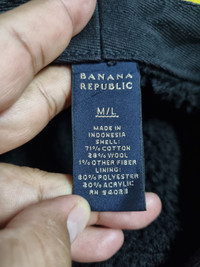 BANANA
REPUBLIC
M/L
MADE IN
INDONESIA
SHELL:
71% COTTON
28% WOOL
1% OTHER FIBER
LINING:
80% POLYESTER
20% ACRYLIC
RN 54023